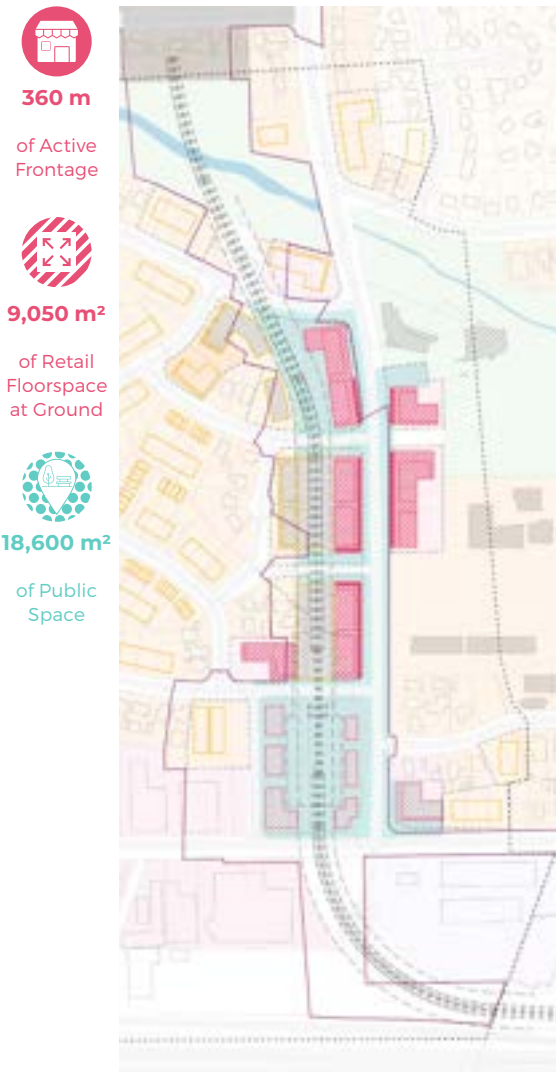 360 m
of Active
Frontage
9,050 m²
of Retail
Floorspace
at Ground
18,600 m²
of Public
Space